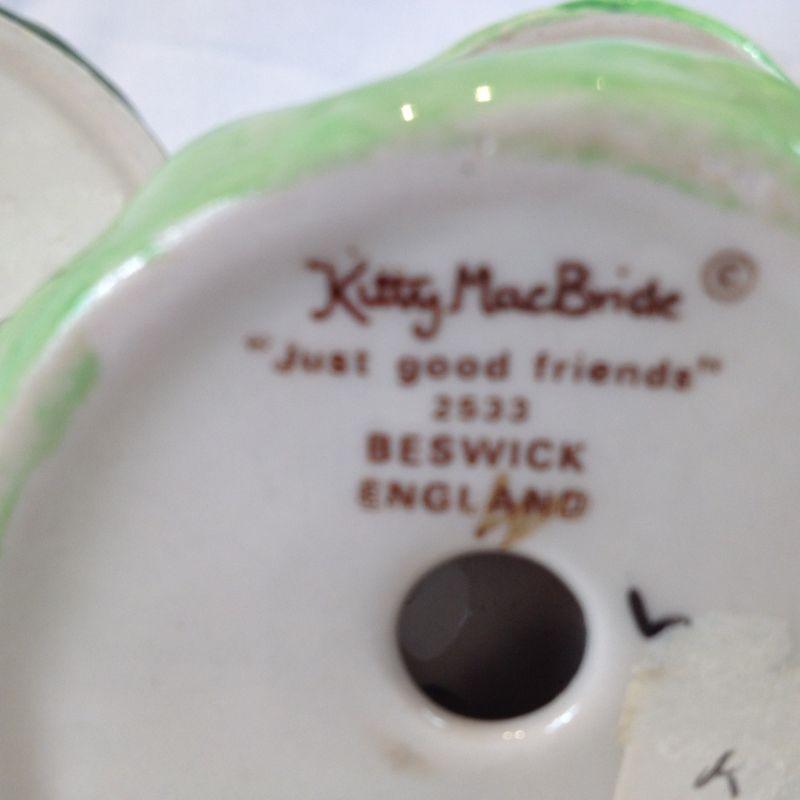 Kitty MacBride ©
"Just good friends"
2533
BESWICK
ENGLAND